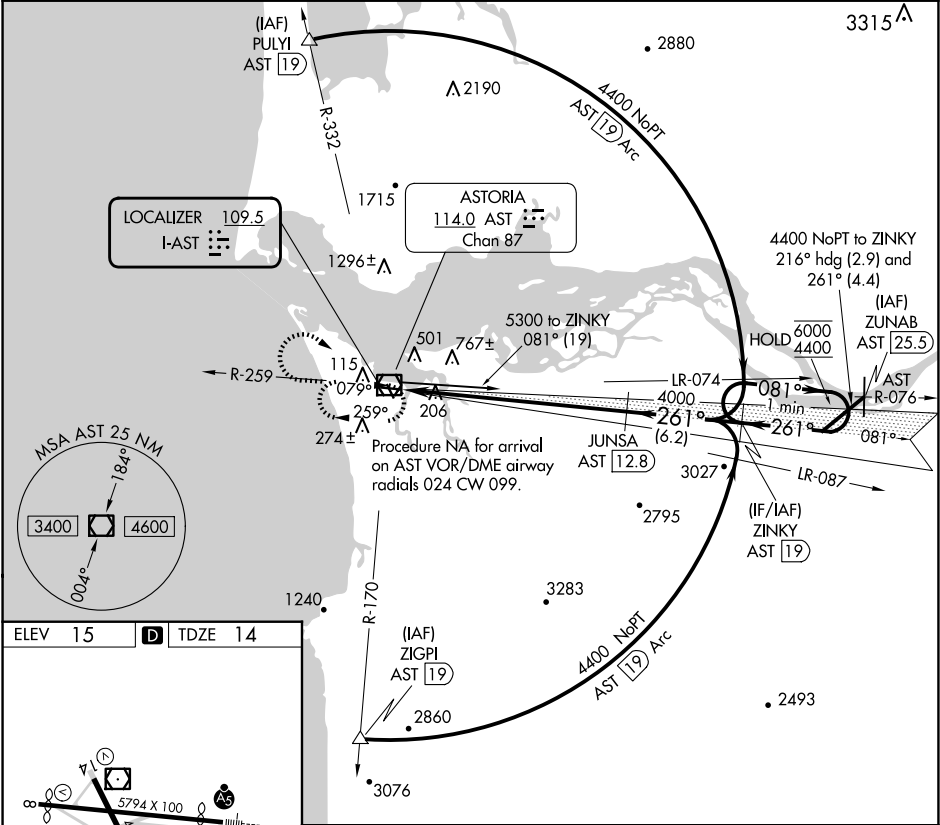 (IAF)
PULYI
AST 19
3315
2880
2190
4400 NoPT
AST 19 Arc
R-332
1715
LOCALIZER 109.5
I-AST
ASTORIA
114.0 AST
Chan 87
1296±
4400 NoPT to ZINKY
216° hdg (2.9) and
261° (4.4)
(IAF)
ZUNAB
AST 25.5
5300 to ZINKY
081° (19)
HOLD 6000
4400
501
767±
115
R-259
079°
259°
206
274±
LR-074
4000
081°
1 min
AST
R-076
261°
(6.2)
261°
081°
JUNSA
AST 12.8
3027
LR-087
Procedure NA for arrival
on AST VOR/DME airway
radials 024 CW 099.
MSA AST 25 NM
184°
3400
4600
004°
2795
(IF/IAF)
ZINKY
AST 19
1240
R-170
3283
(IAF)
ZIGPI
AST 19
4400 NoPT
AST 19 Arc
2860
2493
3076
ELEV 15 D TDZE 14
14
V
8
V
5794 X 100
A5